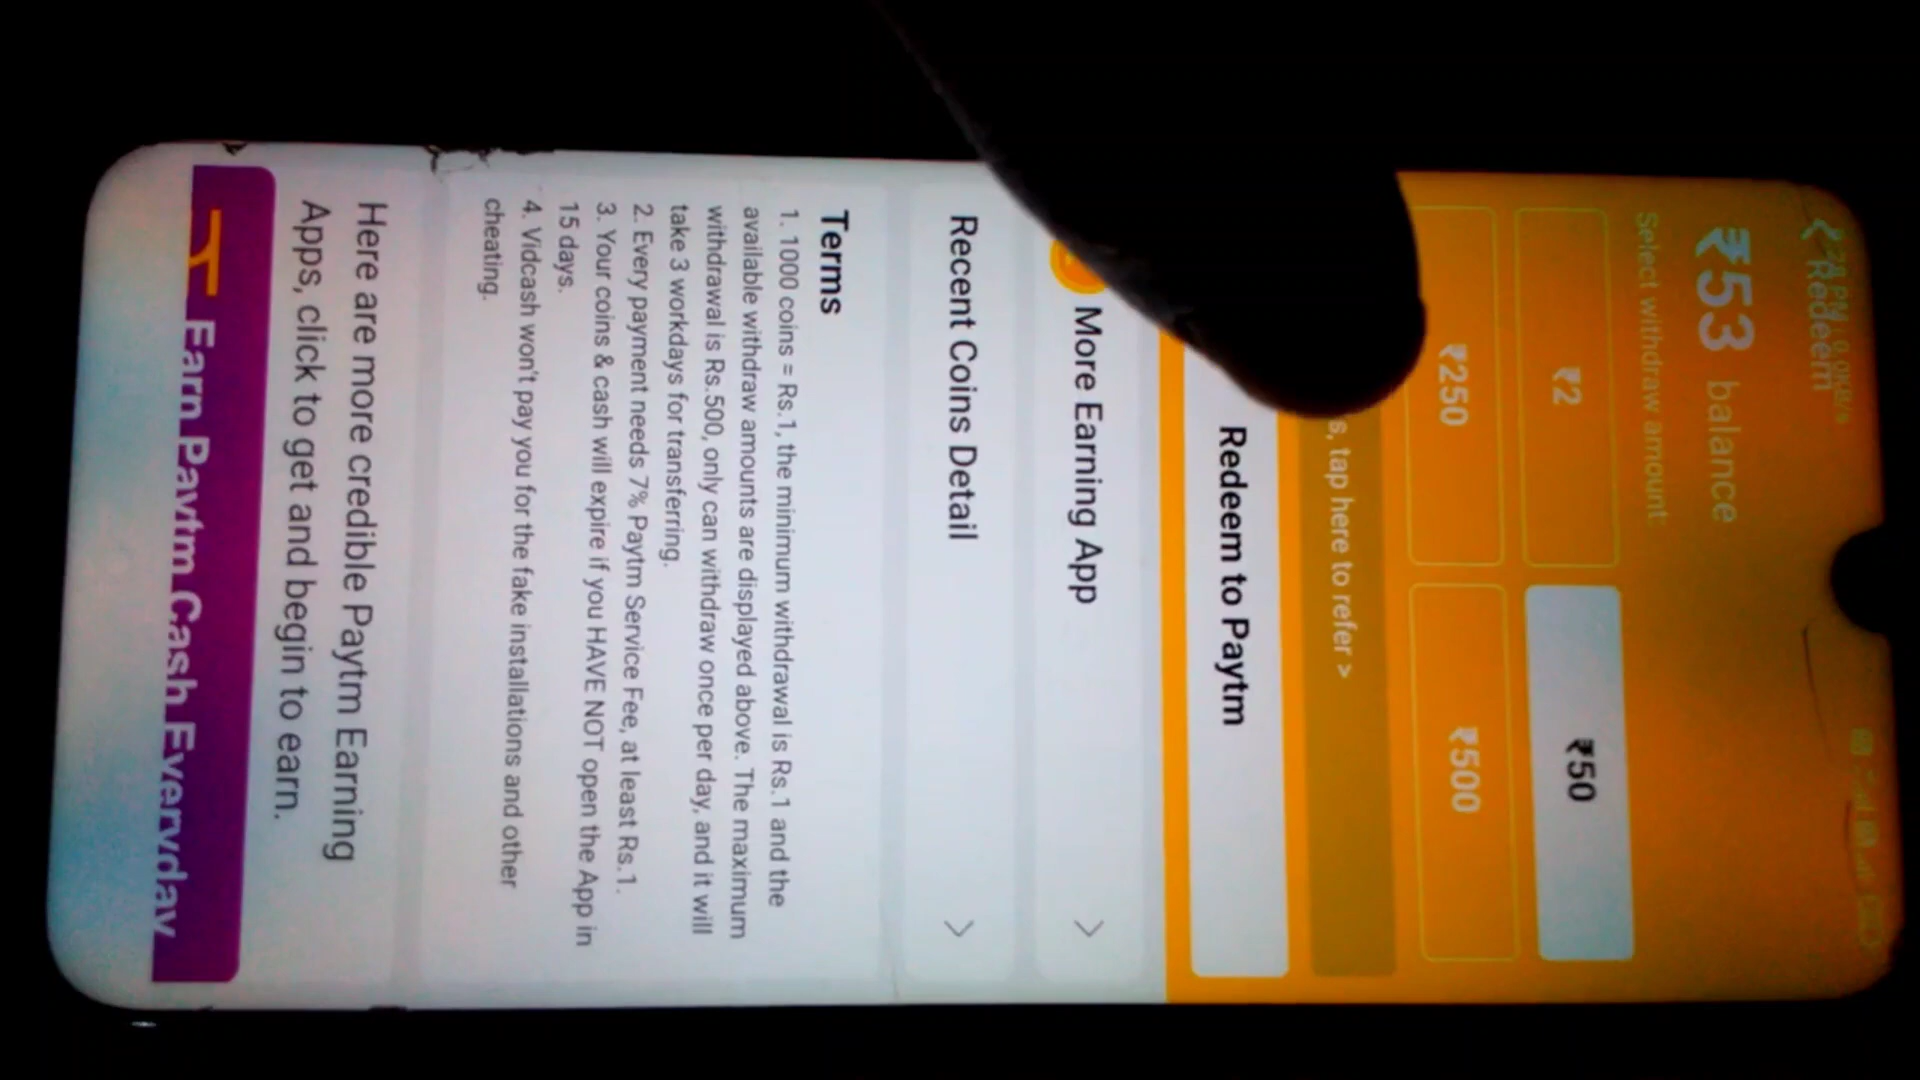 Redeem
₹53 balance
Select withdraw amount:
₹2
₹50
₹250
₹500
s, tap here to refer >
Redeem to Paytm
More Earning App
Recent Coins Detail
Terms
1. 1000 coins = Rs.1, the minimum withdrawal is Rs.1 and the
available withdraw amounts are displayed above. The maximum
withdrawal is Rs.500, only can withdraw once per day, and it will
take 3 workdays for transferring.
2. Every payment needs 7% Paytm Service Fee, at least Rs.1.
3. Your coins & cash will expire if you HAVE NOT open the App in
15 days.
4. Vidcash won't pay you for the fake installations and other
cheating.
Here are more credible Paytm Earning
Apps, click to get and begin to earn.
Earn Paytm Cash Everyday